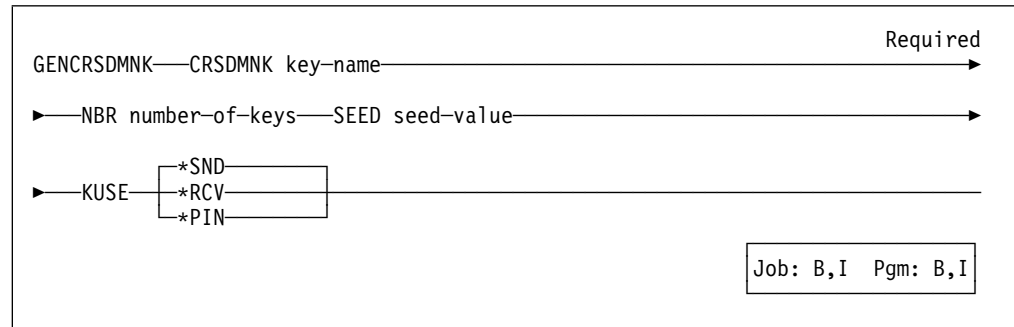 Required
GENCRSDMNK CRSDMNK key-name
NBR number-of-keys SEED seed-value
*SND
KUSE *RCV
*PIN
Job: B,I Pgm: B,I